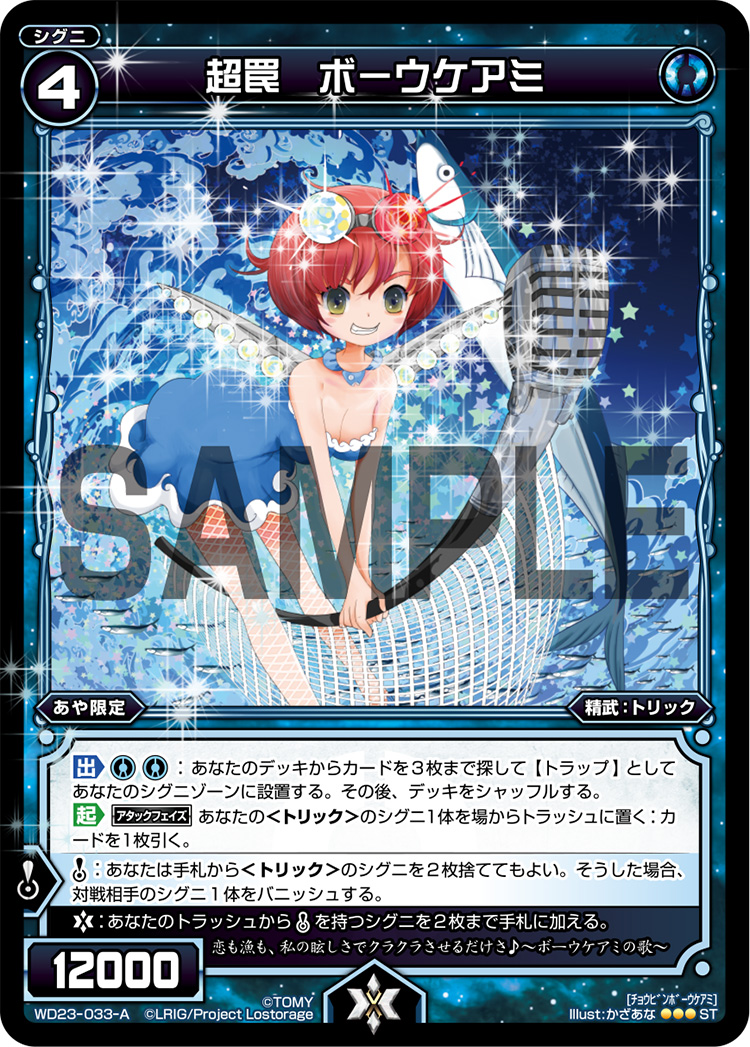 シグニ
4
超罠　ボーウケアミ
SAMPLE
あや限定
精武：トリック
出 ：あなたのデッキからカードを３枚まで探して【トラップ】として
あなたのシグニゾーンに設置する。その後、デッキをシャッフルする。
起 アタックフェイズ あなたの<トリック>のシグニ1体を場からトラッシュに置く：カ
ードを1枚引く。
：あなたは手札から<トリック>のシグニを２枚捨ててもよい。そうした場合、
対戦相手のシグニ１体をバニッシュする。
：あなたのトラッシュから を持つシグニを２枚まで手札に加える。
恋も漁も、私の眩しさでクラクラさせるだけさ♪～ボーウケアミの歌～
12000
©TOMY
[チョウビンボーウケアミ]
WD23-033-A ©LRIG/Project Lostorage
Illust:かざあな ST